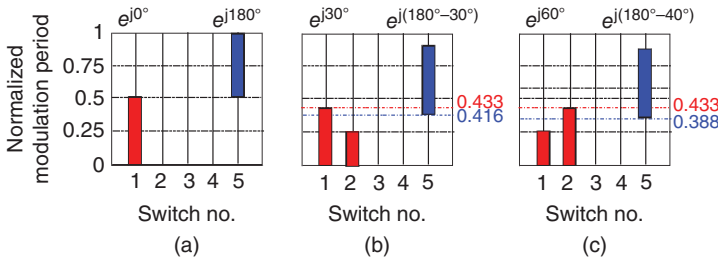 e^{j0°} e^{j180°} e^{j30°} e^{j(180°–30°)} e^{j60°} e^{j(180°–40°)}
Normalized
modulation period
1
0.75
0.5
0.25
0
0.433
0.416
0.433
0.388
1 2 3 4 5 1 2 3 4 5 1 2 3 4 5
Switch no. Switch no. Switch no.
(a) (b) (c)